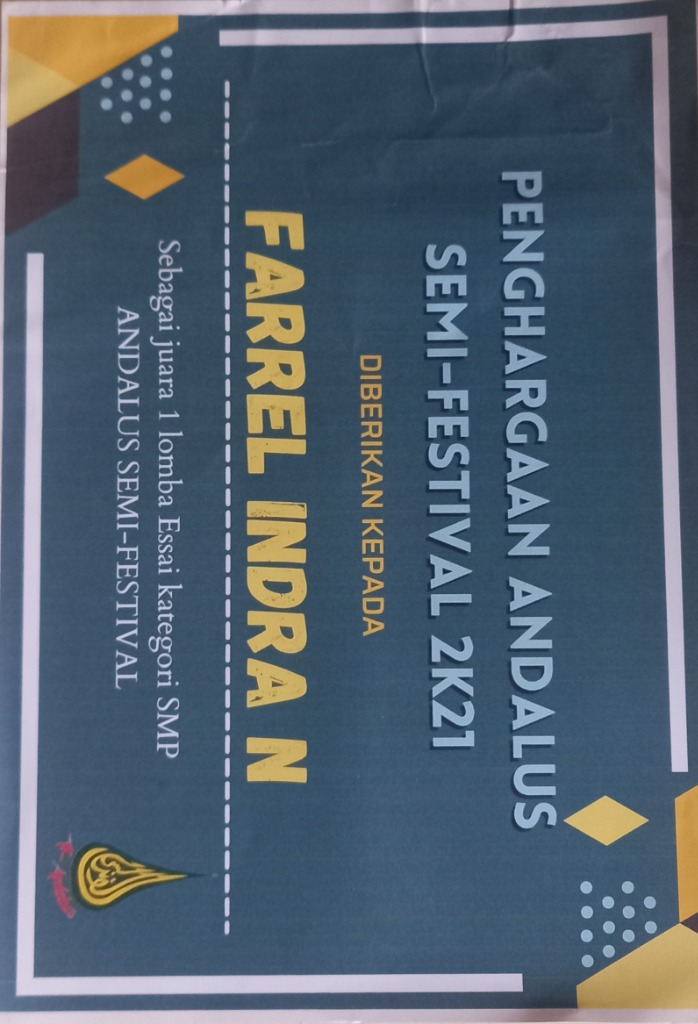 PENGHARGAAN ANDALUS
SEMI-FESTIVAL 2K21
DIBERIKAN KEPADA
FARREL INDRA N
Sebagai juara 1 lomba Essai kategori SMP
ANDALUS SEMI-FESTIVAL